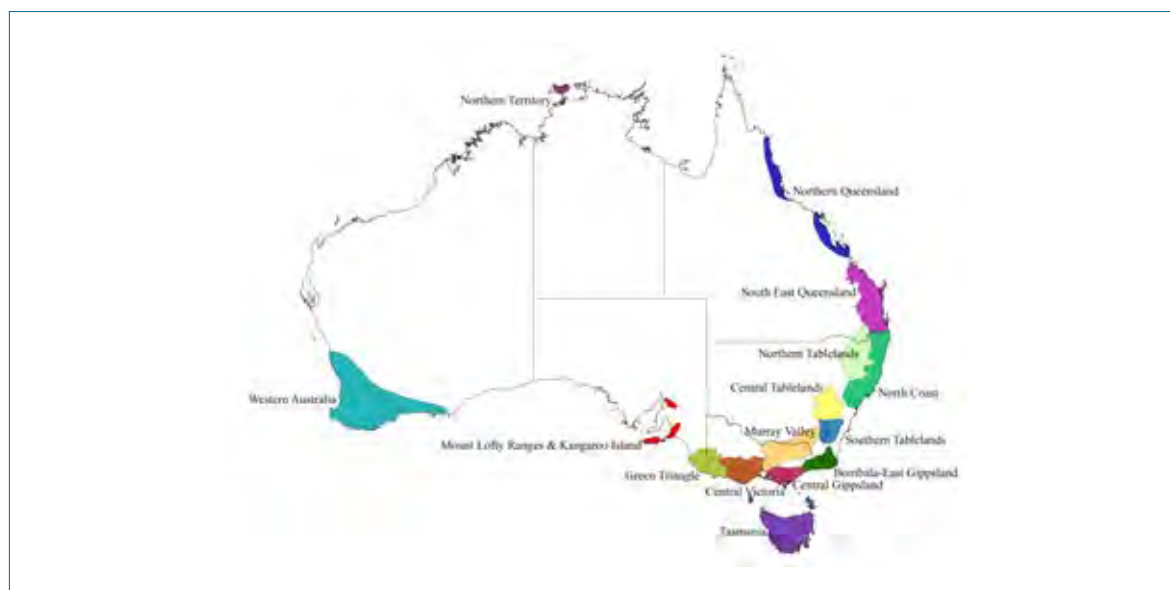 Northern Territory
Northern Queensland
South East Queensland
Northern Tablelands
Central Tablelands
North Coast
Western Australia
Murray Valley
Southern Tablelands
Mount Lofty Ranges & Kangaroo Island
Green Triangle
Bombala-East Gippsland
Central Gippsland
Central Victoria
Tasmania